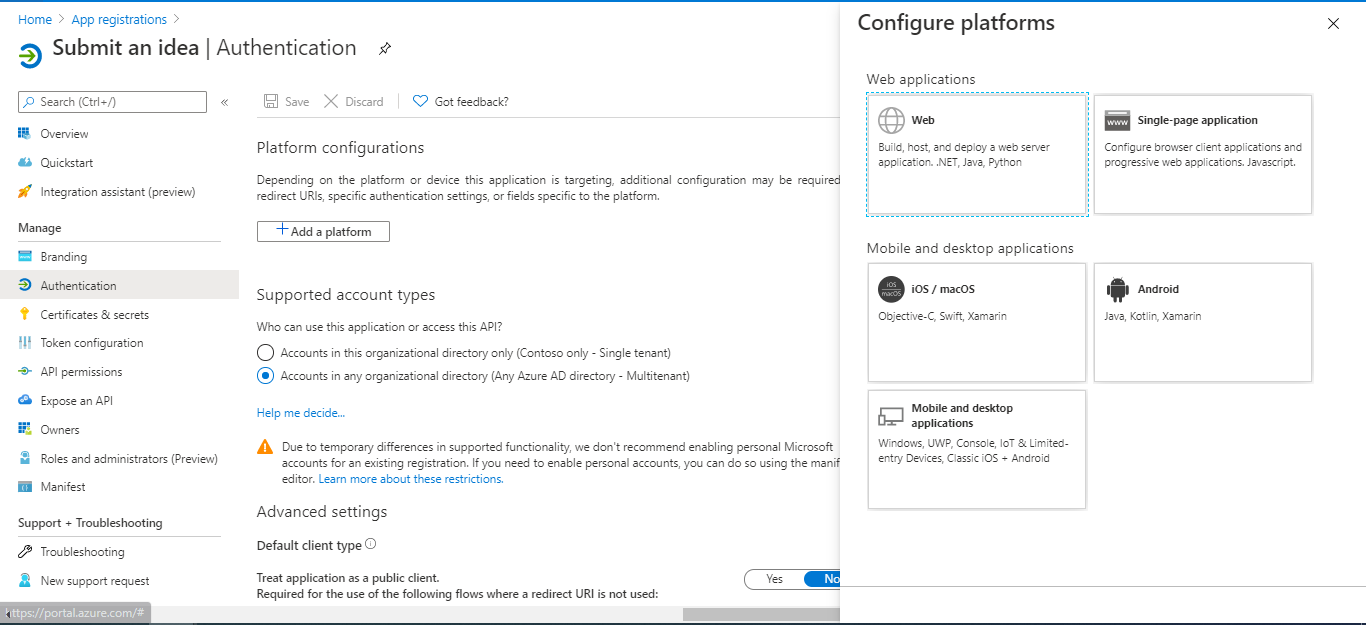 Home > App registrations >
Submit an idea | Authentication
Search (Ctrl+/)
«
Overview
Quickstart
Integration assistant (preview)
Manage
Branding
Authentication
Certificates & secrets
Token configuration
API permissions
Expose an API
Owners
Roles and administrators (Preview)
Manifest
Support + Troubleshooting
Troubleshooting
New support request
https://portal.azure.com/#
Save
Discard
Got feedback?
Platform configurations
Depending on the platform or device this application is targeting, additional configuration may be required
redirect URIs, specific authentication settings, or fields specific to the platform.
+ Add a platform
Supported account types
Who can use this application or access this API?
Accounts in this organizational directory only (Contoso only - Single tenant)
Accounts in any organizational directory (Any Azure AD directory - Multitenant)
Help me decide...
Due to temporary differences in supported functionality, we don't recommend enabling personal Microsoft
accounts for an existing registration. If you need to enable personal accounts, you can do so using the manif
editor. Learn more about these restrictions.
Advanced settings
Default client type
Treat application as a public client.
Required for the use of the following flows where a redirect URI is not used:
Yes
No
Configure platforms
Web applications
Web
Build, host, and deploy a web server
application. .NET, Java, Python
www
Single-page application
Configure browser client applications and
progressive web applications. Javascript.
Mobile and desktop applications
iOS
macOS
iOS / macOS
Objective-C, Swift, Xamarin
Android
Java, Kotlin, Xamarin
Mobile and desktop
applications
Windows, UWP, Console, IoT & Limited-
entry Devices, Classic iOS + Android